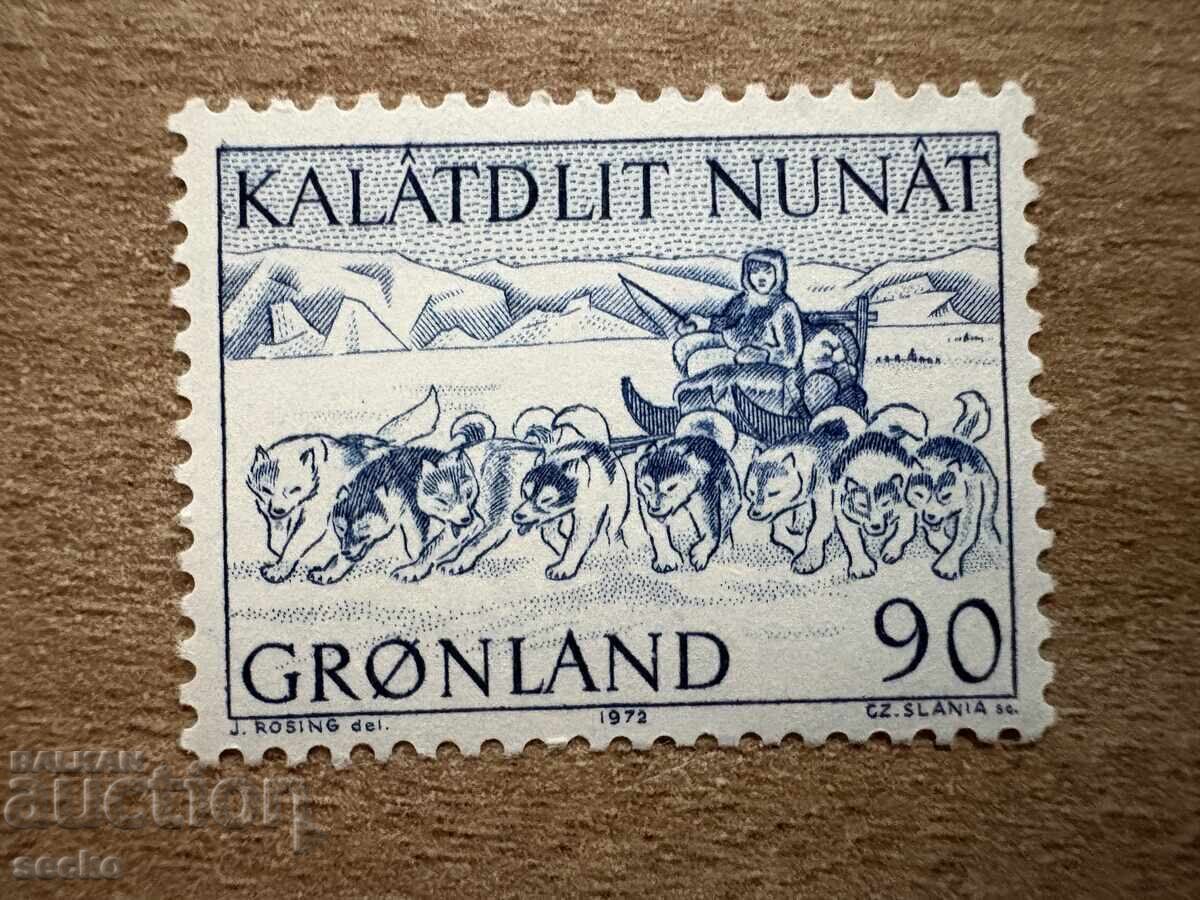 KALÂTDLIT NUNÂT
GRØNLAND 90
J. ROSING del. 1972 CZ. SLANIA sc.
BALKAN
auction
secko